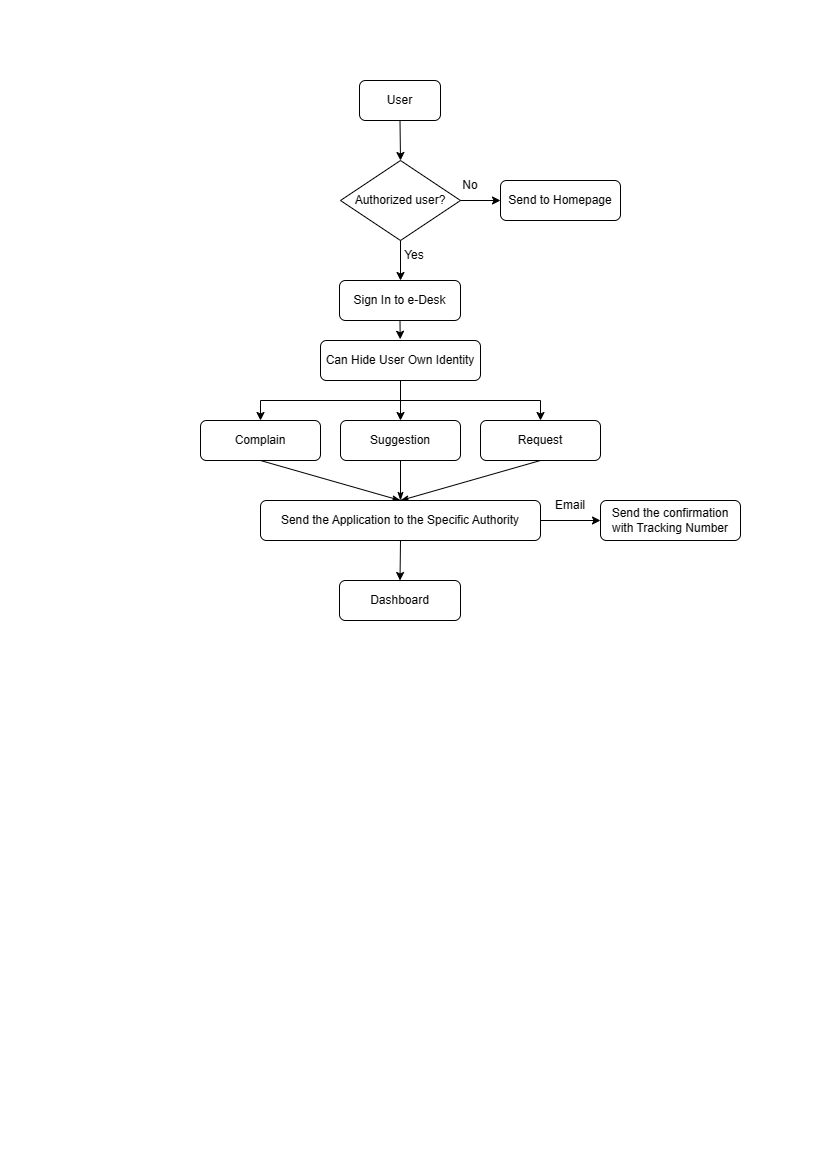 User
Authorized user?
No
Send to Homepage
Yes
Sign In to e-Desk
Can Hide User Own Identity
Complain
Suggestion
Request
Send the Application to the Specific Authority
Email
Send the confirmation
with Tracking Number
Dashboard